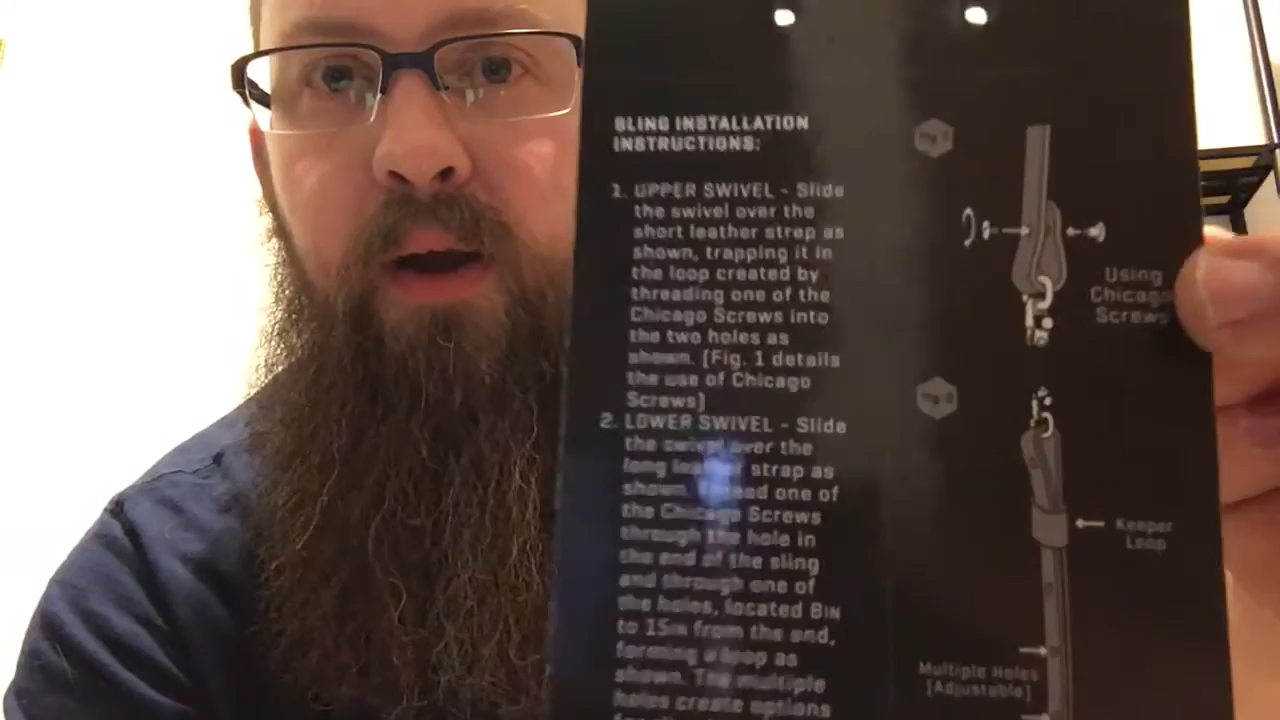 SLING INSTALLATION
INSTRUCTIONS:
1. UPPER SWIVEL - Slide
the swivel over the
short leather strap as
shown, trapping it in
the loop created by
threading one of the
Chicago Screws into
the two holes as
shown. [Fig. 1 details
the use of Chicago
Screws]
2. LOWER SWIVEL - Slide
the swivel over the
long leather strap as
shown. Thread one of
the Chicago Screws
through the hole in
the end of the sling
and through one of
the holes, located 8IN
to 15IN from the end,
forming a loop as
shown. The multiple
holes create options
Fig 1
Using
Chicago
Screws
Fig 2
Keeper
Loop
Multiple Holes
[Adjustable]